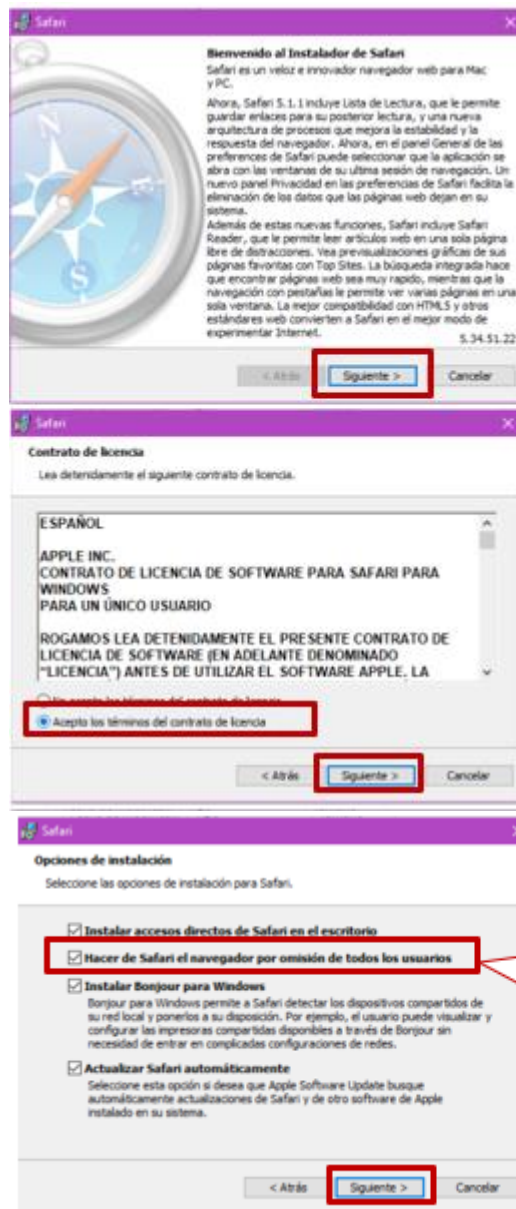 Safari
Bienvenido al Instalador de Safari
Safari es un veloz e innovador navegador web para Mac
y PC.
Ahora, Safari 5.1.1 incluye Lista de Lectura, que le permite
guardar enlaces para su posterior lectura, y una nueva
arquitectura de procesos que mejora la estabilidad y la
respuesta del navegador. Ahora, en el panel General de las
preferences de Safari puede seleccionar que la aplicación se
abra con las ventanas de su ultima sesión de navegación. Un
nuevo panel Privacidad en las preferencias de Safari facilita la
eliminación de los datos que las páginas web dejan en su
sistema.
Además de estas nuevas funciones, Safari incluye Safari
Reader, que le permite leer artículos web en una sola página
libre de distracciones. Vea previsualizaciones gráficas de sus
páginas favoritas con Top Sites. La búsqueda integrada hace
que encontrar páginas web sea muy rapido, mientras que la
navegación con pestañas le permite ver varias páginas en una
sola ventana. La mejor compatibilidad con HTML5 y otros
estándares web convierten a Safari en el mejor modo de
experimentar Internet.
5.34.51.22
< Atrás Siguiente > Cancelar
Safari
Contrato de licencia
Lea detenidamente el siguiente contrato de licencia.
ESPAÑOL
APPLE INC.
CONTRATO DE LICENCIA DE SOFTWARE PARA SAFARI PARA
WINDOWS
PARA UN ÚNICO USUARIO
ROGAMOS LEA DETENIDAMENTE EL PRESENTE CONTRATO DE
LICENCIA DE SOFTWARE (EN ADELANTE DENOMINADO
"LICENCIA") ANTES DE UTILIZAR EL SOFTWARE APPLE. LA
acepto los términos del contrato de licencia
Acepto los términos del contrato de licencia
< Atrás Siguiente > Cancelar
Safari
Opciones de instalación
Seleccione las opciones de instalación para Safari.
Instalar accesos directos de Safari en el escritorio
Hacer de Safari el navegador por omisión de todos los usuarios
Instalar Bonjour para Windows
Bonjour para Windows permite a Safari detectar los dispositivos compartidos de
su red local y ponerlos a su disposición. Por ejemplo, el usuario puede visualizar y
configurar las impresoras compartidas disponibles a través de Bonjour sin
necesidad de entrar en complicadas configuraciones de redes.
Actualizar Safari automáticamente
Seleccione esta opción si desea que Apple Software Update busque
automáticamente actualizaciones de Safari y de otro software de Apple
instalado en su sistema.
< Atrás Siguiente > Cancelar